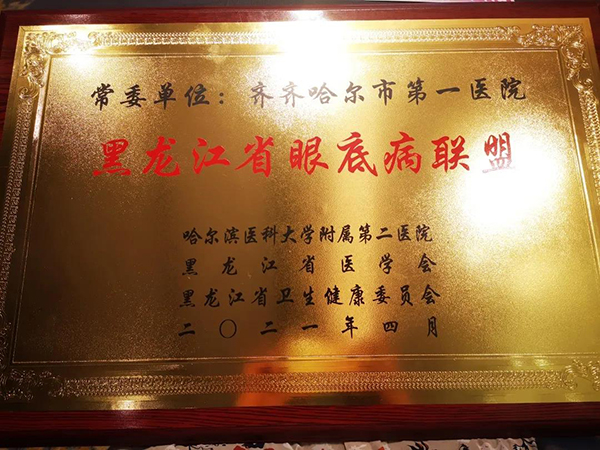 常委单位：齐齐哈尔市第一医院
黑龙江省眼底病联盟
哈尔滨医科大学附属第二医院
黑龙江省医学会
黑龙江省卫生健康委员会
二〇二一年四月